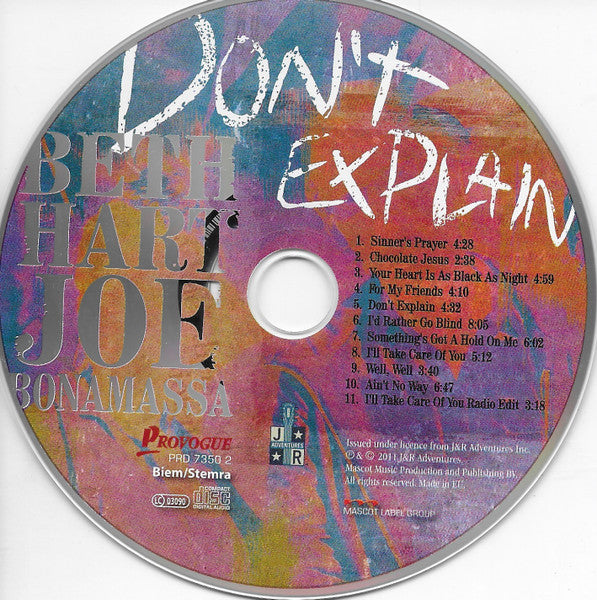 DON'T
EXPLAIN
BETH
HART
JOE
BONAMASSA
1. Sinner's Prayer 4:28
2. Chocolate Jesus 2:38
3. Your Heart Is As Black As Night 4:59
4. For My Friends 4:10
5. Don't Explain 4:32
6. I'd Rather Go Blind 8:05
7. Something's Got A Hold On Me 6:02
8. I'll Take Care Of You 5:12
9. Well, Well 3:40
10. Ain't No Way 6:47
11. I'll Take Care Of You Radio Edit 3:18
PROVOGUE
PRD 7350 2
Biem/Stemra
LC 03090
COMPACT
disc
DIGITAL AUDIO
J R
ADVENTURES
Issued under licence from J&R Adventures Inc.
℗ & © 2011 J&R Adventures.
Mascot Music Production and Publishing BV.
All rights reserved. Made in EU.
MASCOT LABEL GROUP